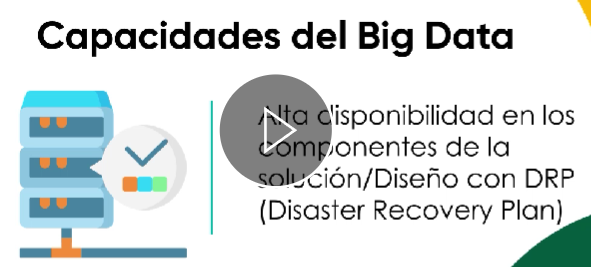 Capacidades del Big Data
Alta disponibilidad en los
componentes de la
solución/Diseño con DRP
(Disaster Recovery Plan)